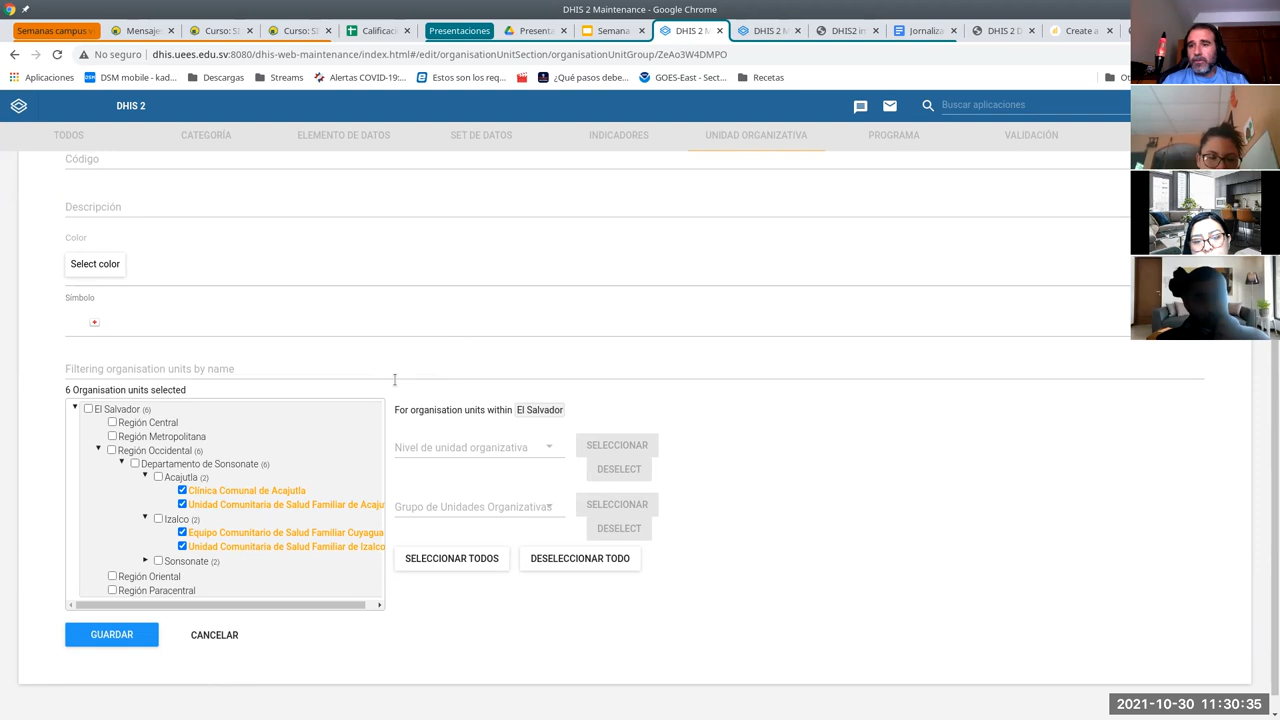 DHIS 2 Maintenance - Google Chrome
Semanas campus v
Mensaje
Curso: SI
Curso: SI
Calificac
Presentaciones
Presenta
Semana
DHIS 2 M
DHIS 2 M
DHIS2 in
Jornaliza
DHIS 2 D
Create a
No seguro
dhis.uees.edu.sv:8080/dhis-web-maintenance/index.html#/edit/organisationUnitSection/organisationUnitGroup/ZeAo3W4DMPO
Aplicaciones
DSM mobile - kad...
Descargas
Streams
Alertas COVID-19:...
Estos son los req...
¿Qué pasos debe...
GOES-East - Sect...
Recetas
Ot
DHIS 2
Buscar aplicaciones
TODOS
CATEGORÍA
ELEMENTO DE DATOS
SET DE DATOS
INDICADORES
UNIDAD ORGANIZATIVA
PROGRAMA
VALIDACIÓN
Código
Descripción
Color
Select color
Símbolo
Filtering organisation units by name
6 Organisation units selected
El Salvador (6)
Región Central
Región Metropolitana
Región Occidental (6)
Departamento de Sonsonate (6)
Acajutla (2)
Clínica Comunal de Acajutla
Unidad Comunitaria de Salud Familiar de Acaju
Izalco (2)
Equipo Comunitario de Salud Familiar Cuyagua
Unidad Comunitaria de Salud Familiar de Izalco
Sonsonate (2)
Región Oriental
Región Paracentral
For organisation units within El Salvador
Nivel de unidad organizativa
SELECCIONAR
DESELECT
Grupo de Unidades Organizativas
SELECCIONAR
DESELECT
SELECCIONAR TODOS
DESELECCIONAR TODO
GUARDAR
CANCELAR
2021-10-30 11:30:35